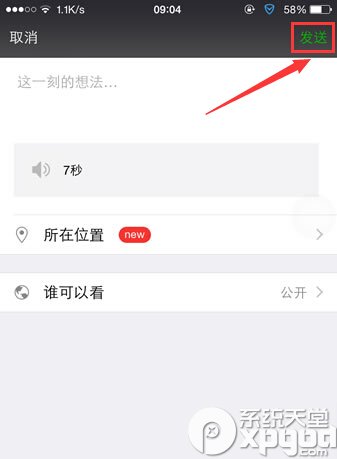 1.1K/s 09:04 58%
取消 发送
这一刻的想法...
7秒
所在位置 new
谁可以看 公开
系统天堂